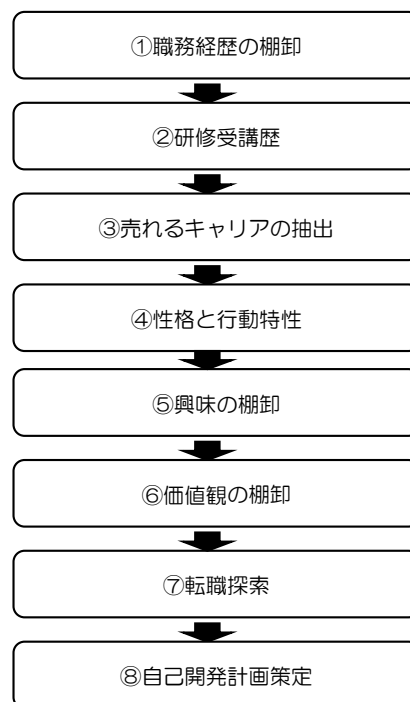 ①職務経歴の棚卸
②研修受講歴
③売れるキャリアの抽出
④性格と行動特性
⑤興味の棚卸
⑥価値観の棚卸
⑦転職探索
⑧自己開発計画策定